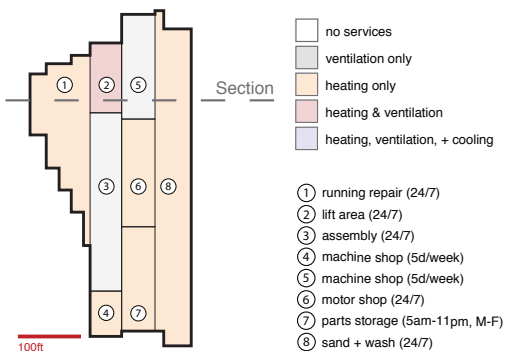 no services
ventilation only
heating only
heating & ventilation
heating, ventilation, + cooling
Section
1
2
5
3
6
8
4
7
100ft
1 running repair (24/7)
2 lift area (24/7)
3 assembly (24/7)
4 machine shop (5d/week)
5 machine shop (5d/week)
6 motor shop (24/7)
7 parts storage (5am-11pm, M-F)
8 sand + wash (24/7)